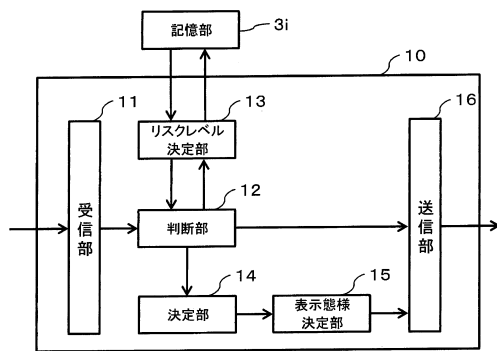 記憶部
3i
10
11
13
16
リスクレベル
決定部
12
受信部
判断部
送信部
14
15
決定部
表示態様
決定部